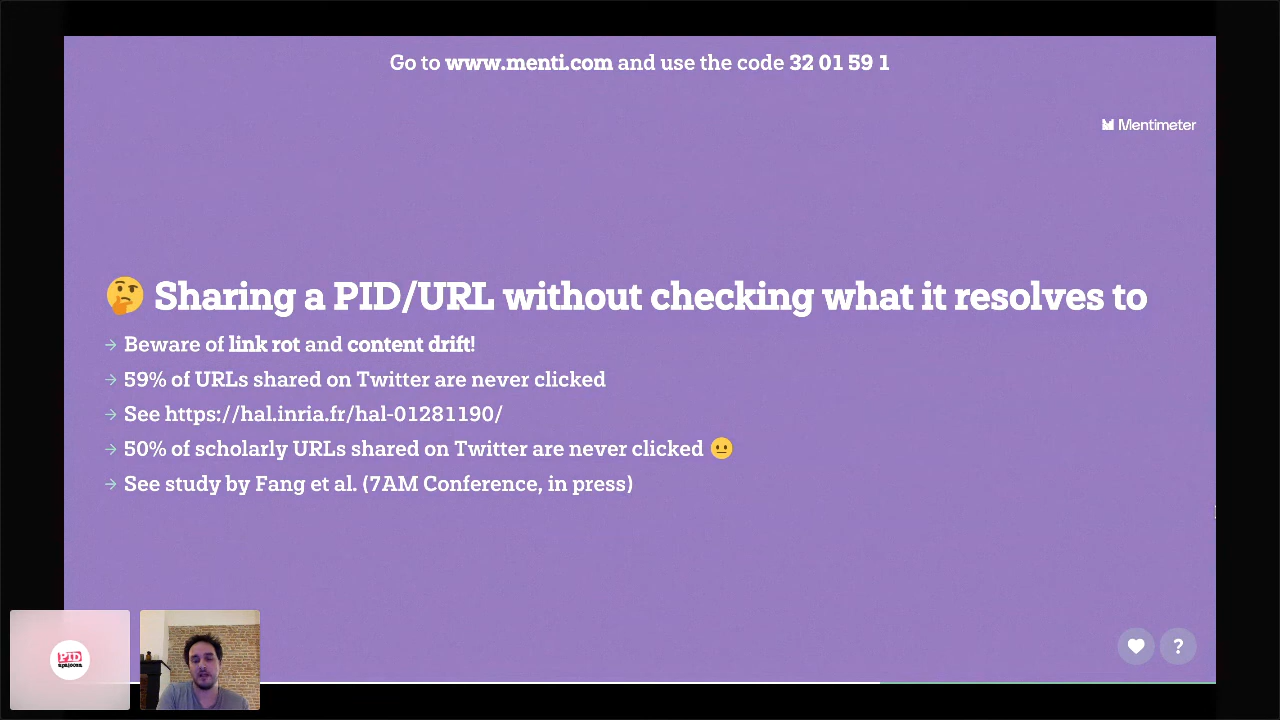 Go to www.menti.com and use the code 32 01 59 1
Mentimeter
Sharing a PID/URL without checking what it resolves to
→ Beware of link rot and content drift!
→ 59% of URLs shared on Twitter are never clicked
→ See https://hal.inria.fr/hal-01281190/
→ 50% of scholarly URLs shared on Twitter are never clicked 😐
→ See study by Fang et al. (7AM Conference, in press)
?
PID
apalooza